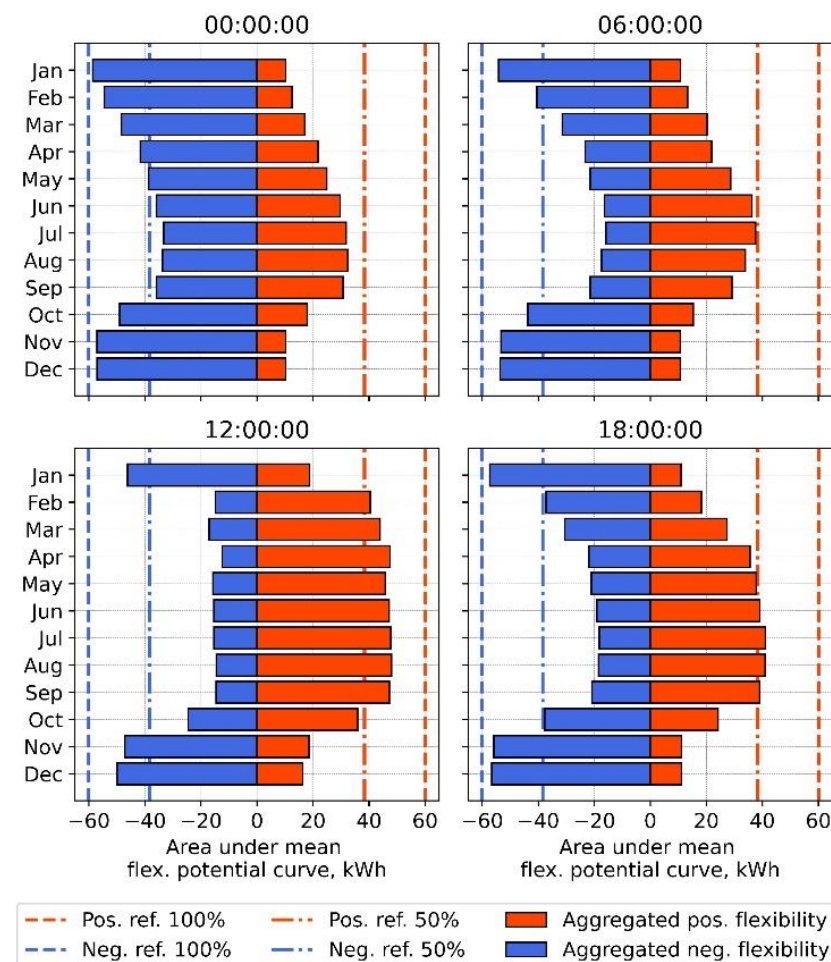 00:00:00
06:00:00
Jan
Feb
Mar
Apr
May
Jun
Jul
Aug
Sep
Oct
Nov
Dec
12:00:00
18:00:00
Jan
Feb
Mar
Apr
May
Jun
Jul
Aug
Sep
Oct
Nov
Dec
−60 −40 −20 0 20 40 60
−60 −40 −20 0 20 40 60
Area under mean
flex. potential curve, kWh
Area under mean
flex. potential curve, kWh
Pos. ref. 100%
Neg. ref. 100%
Pos. ref. 50%
Neg. ref. 50%
Aggregated pos. flexibility
Aggregated neg. flexibility